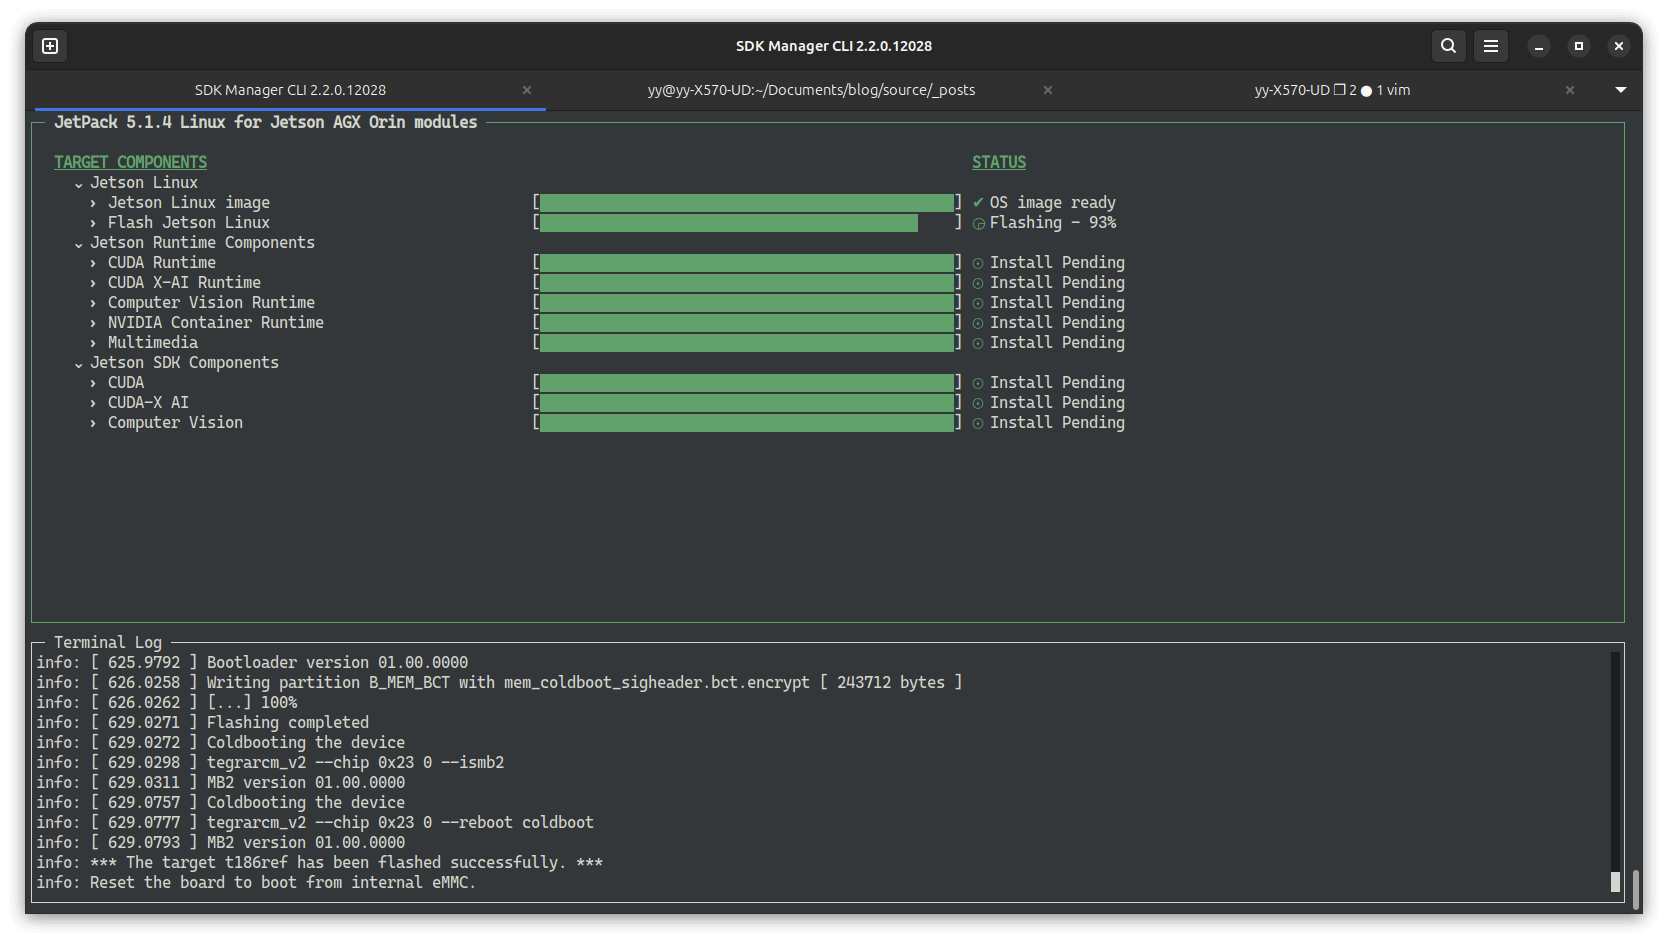 SDK Manager CLI 2.2.0.12028
SDK Manager CLI 2.2.0.12028
yy@yy-X570-UD:~/Documents/blog/source/_posts
yy-X570-UD ❐ 2 ● 1 vim
JetPack 5.1.4 Linux for Jetson AGX Orin modules
TARGET COMPONENTS STATUS
⌄ Jetson Linux
› Jetson Linux image [ ] ✔ OS image ready
› Flash Jetson Linux [ ] ◶ Flashing - 93%
⌄ Jetson Runtime Components
› CUDA Runtime [ ] ⊙ Install Pending
› CUDA X-AI Runtime [ ] ⊙ Install Pending
› Computer Vision Runtime [ ] ⊙ Install Pending
› NVIDIA Container Runtime [ ] ⊙ Install Pending
› Multimedia [ ] ⊙ Install Pending
⌄ Jetson SDK Components
› CUDA [ ] ⊙ Install Pending
› CUDA-X AI [ ] ⊙ Install Pending
› Computer Vision [ ] ⊙ Install Pending
Terminal Log
info: [ 625.9792 ] Bootloader version 01.00.0000
info: [ 626.0258 ] Writing partition B_MEM_BCT with mem_coldboot_sigheader.bct.encrypt [ 243712 bytes ]
info: [ 626.0262 ] [...] 100%
info: [ 629.0271 ] Flashing completed
info: [ 629.0272 ] Coldbooting the device
info: [ 629.0298 ] tegrarcm_v2 --chip 0x23 0 --ismb2
info: [ 629.0311 ] MB2 version 01.00.0000
info: [ 629.0757 ] Coldbooting the device
info: [ 629.0777 ] tegrarcm_v2 --chip 0x23 0 --reboot coldboot
info: [ 629.0793 ] MB2 version 01.00.0000
info: *** The target t186ref has been flashed successfully. ***
info: Reset the board to boot from internal eMMC.